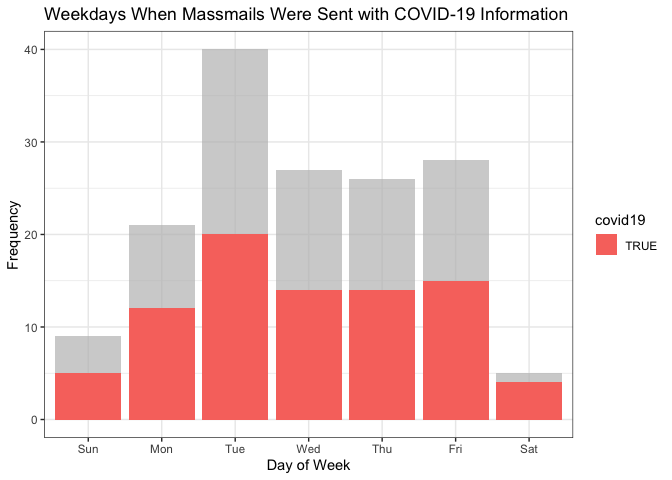 Weekdays When Massmails Were Sent with COVID-19 Information
40
30
20
10
0
Frequency
Sun Mon Tue Wed Thu Fri Sat
Day of Week
covid19
TRUE